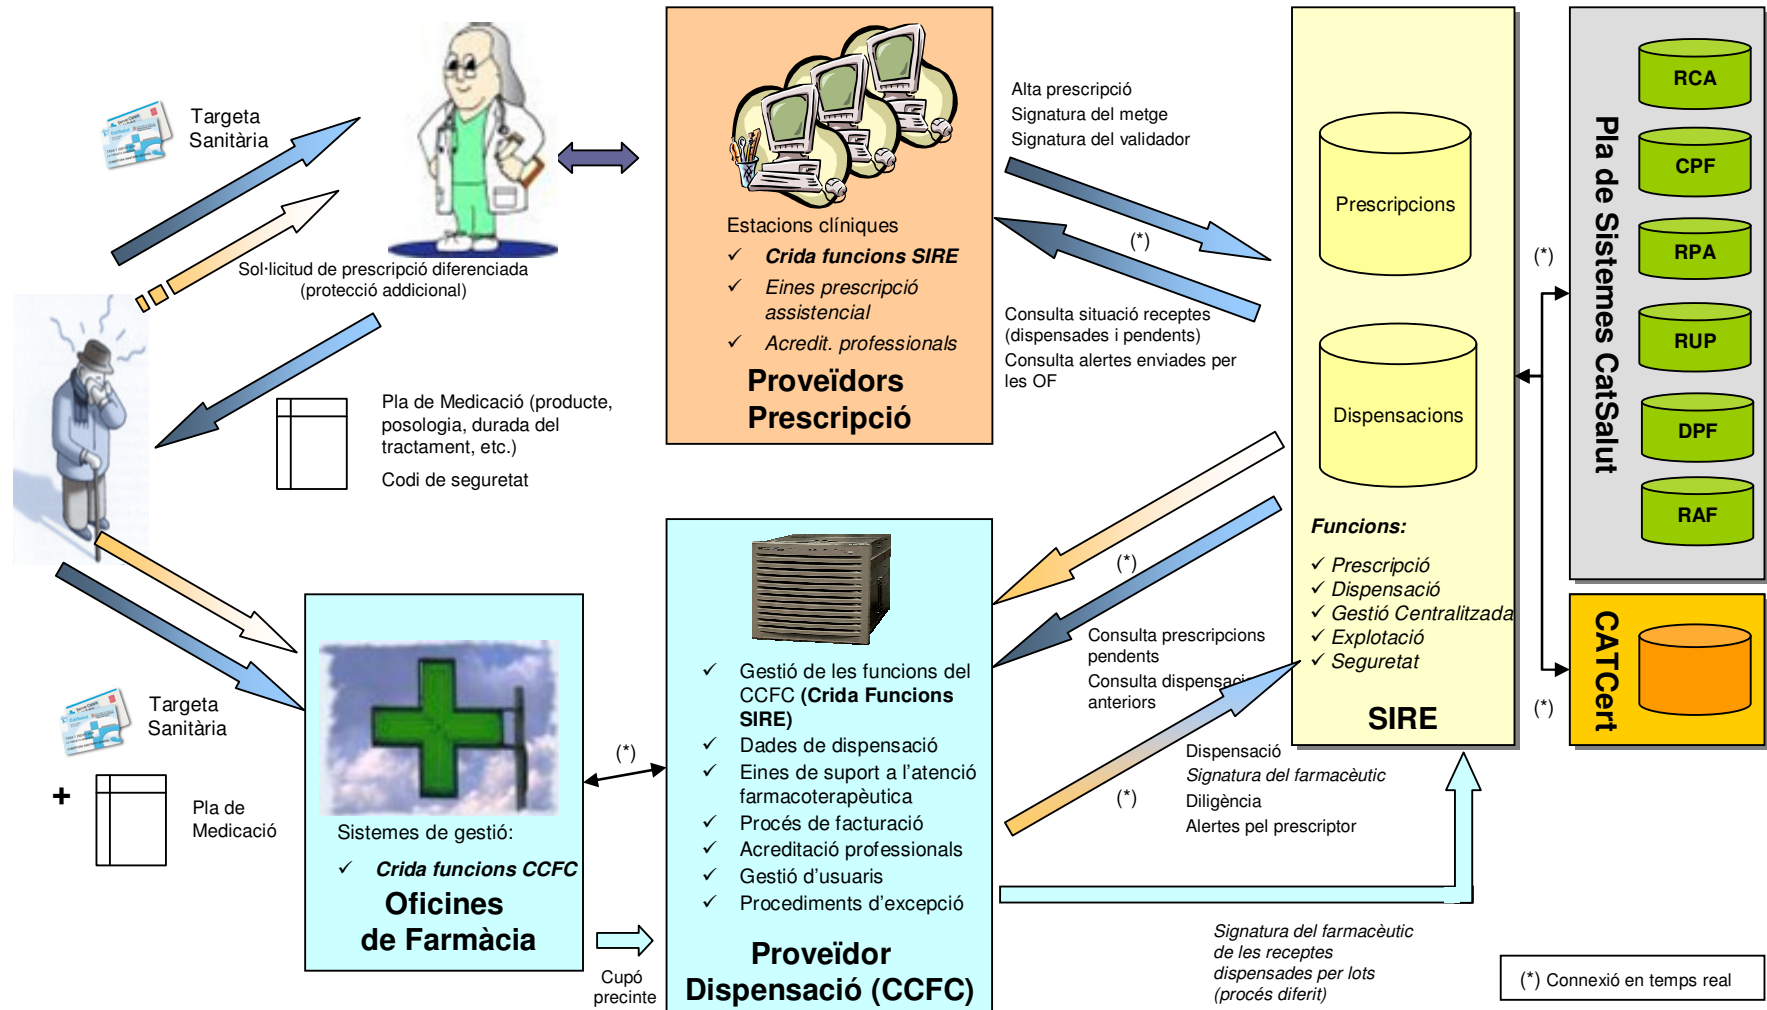 Targeta
Sanitària
Sol·licitud de prescripció diferenciada
(protecció addicional)
Pla de Medicació (producte,
posologia, durada del
tractament, etc.)
Codi de seguretat
Estacions clíniques
✓ Crida funcions SIRE
✓ Eines prescripció
assistencial
✓ Acredit. professionals
Proveïdors
Prescripció
Alta prescripció
Signatura del metge
Signatura del validador
(*)
Consulta situació receptes
(dispensades i pendents)
Consulta alertes enviades per
les OF
Prescripcions
Dispensacions
Funcions:
✓ Prescripció
✓ Dispensació
✓ Gestió Centralitzada
✓ Explotació
✓ Seguretat
SIRE
(*)
(*)
Pla de Sistemes CatSalut
RCA
CPF
RPA
RUP
DPF
RAF
CATCert
Targeta
Sanitària
+
Pla de
Medicació
Sistemes de gestió:
✓ Crida funcions CCFC
Oficines
de Farmàcia
(*)
Cupó
precinte
✓ Gestió de les funcions del
CCFC (Crida Funcions
SIRE)
✓ Dades de dispensació
✓ Eines de suport a l’atenció
farmacoterapèutica
✓ Procés de facturació
✓ Acreditació professionals
✓ Gestió d’usuaris
✓ Procediments d’excepció
Proveïdor
Dispensació (CCFC)
(*)
Consulta prescripcions
pendents
Consulta
anteriors
(*)
Dispensació
Signatura del farmacèutic
Diligència
Alertes pel prescriptor
Signatura del farmacèutic
de les receptes
dispensades per lots
(procés diferit)
(*) Connexió en temps real